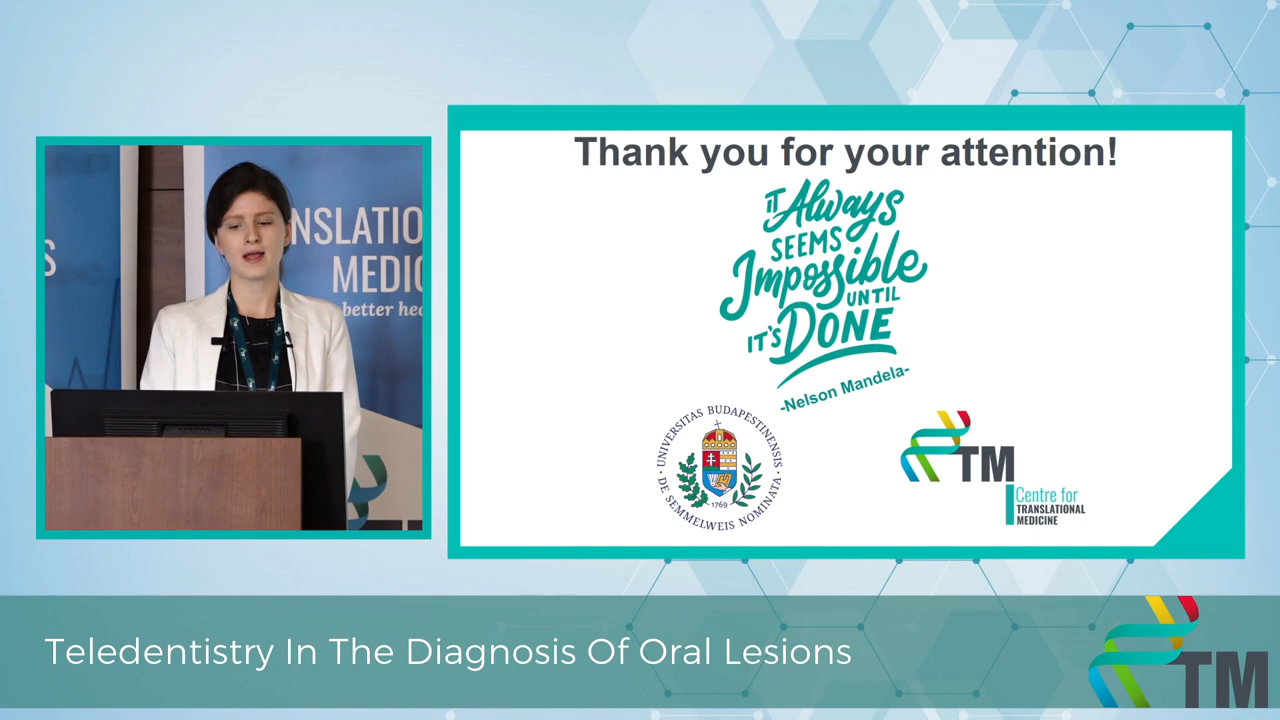 S
NSLATIO
MEDIC
better hea
Thank you for your attention!
IT Always
SEEMS
Impossible
UNTIL
IT'S DONE
-Nelson Mandela-
UNIVERSITAS BUDAPESTINENSIS
DE SEMMELWEIS NOMINATA
1769
TM
Centre for
TRANSLATIONAL
MEDICINE
Teledentistry In The Diagnosis Of Oral Lesions
TM